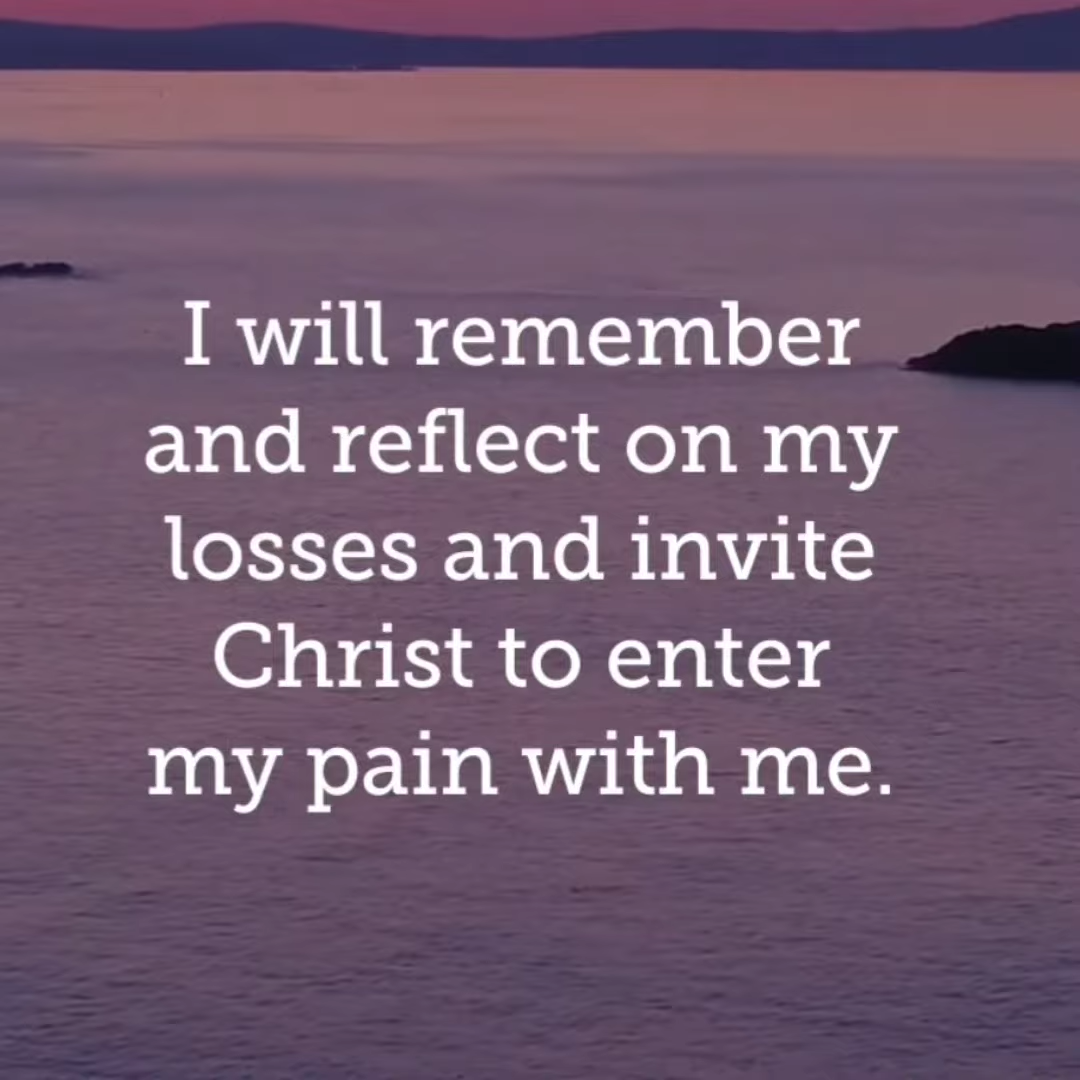 I will remember
and reflect on my
losses and invite
Christ to enter
my pain with me.